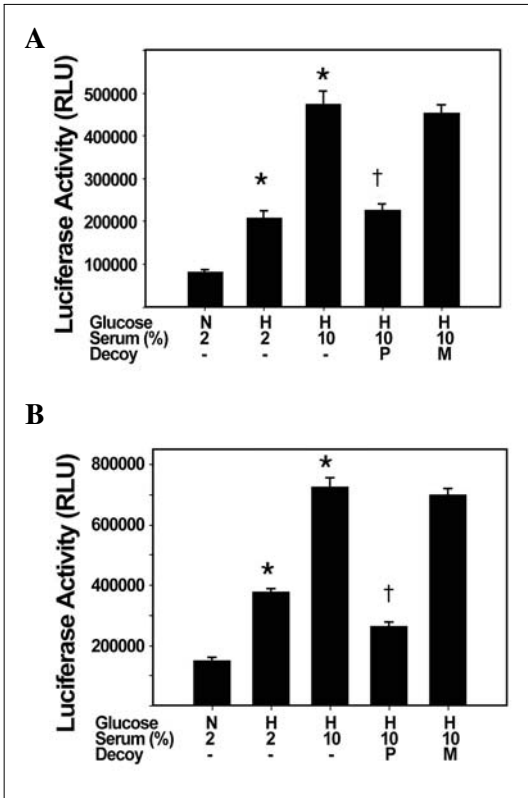 A
Luciferase Activity (RLU)
500000
400000
300000
200000
100000
*
*
†
Glucose N H H H H
Serum (%) 2 2 10 10 10
Decoy - - - P M
B
Luciferase Activity (RLU)
800000
600000
400000
200000
*
*
†
Glucose N H H H H
Serum (%) 2 2 10 10 10
Decoy - - - P M